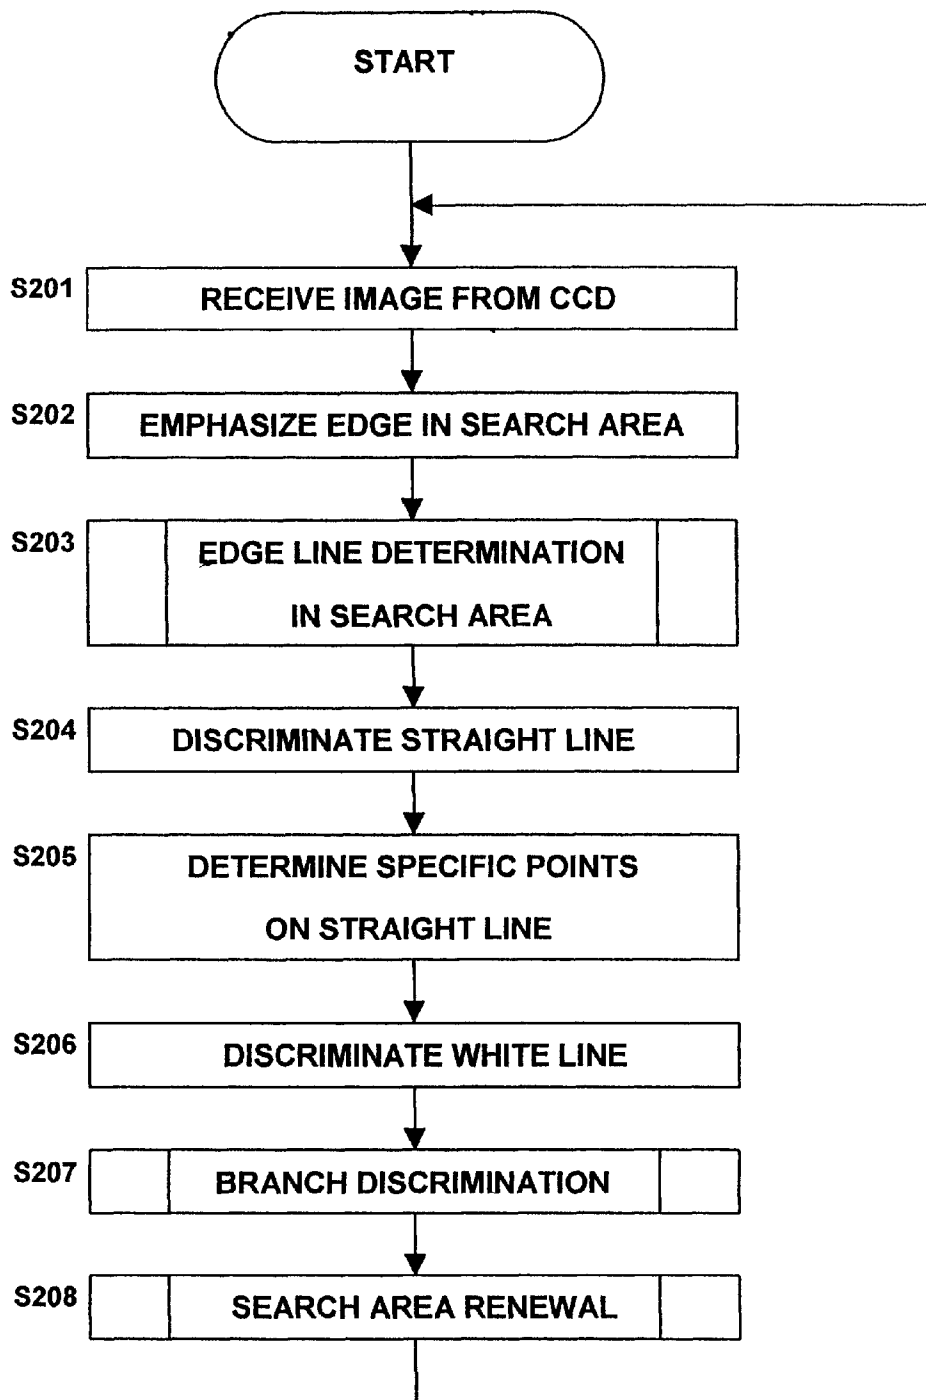 START
S201
RECEIVE IMAGE FROM CCD
S202
EMPHASIZE EDGE IN SEARCH AREA
S203
EDGE LINE DETERMINATION
IN SEARCH AREA
S204
DISCRIMINATE STRAIGHT LINE
S205
DETERMINE SPECIFIC POINTS
ON STRAIGHT LINE
S206
DISCRIMINATE WHITE LINE
S207
BRANCH DISCRIMINATION
S208
SEARCH AREA RENEWAL